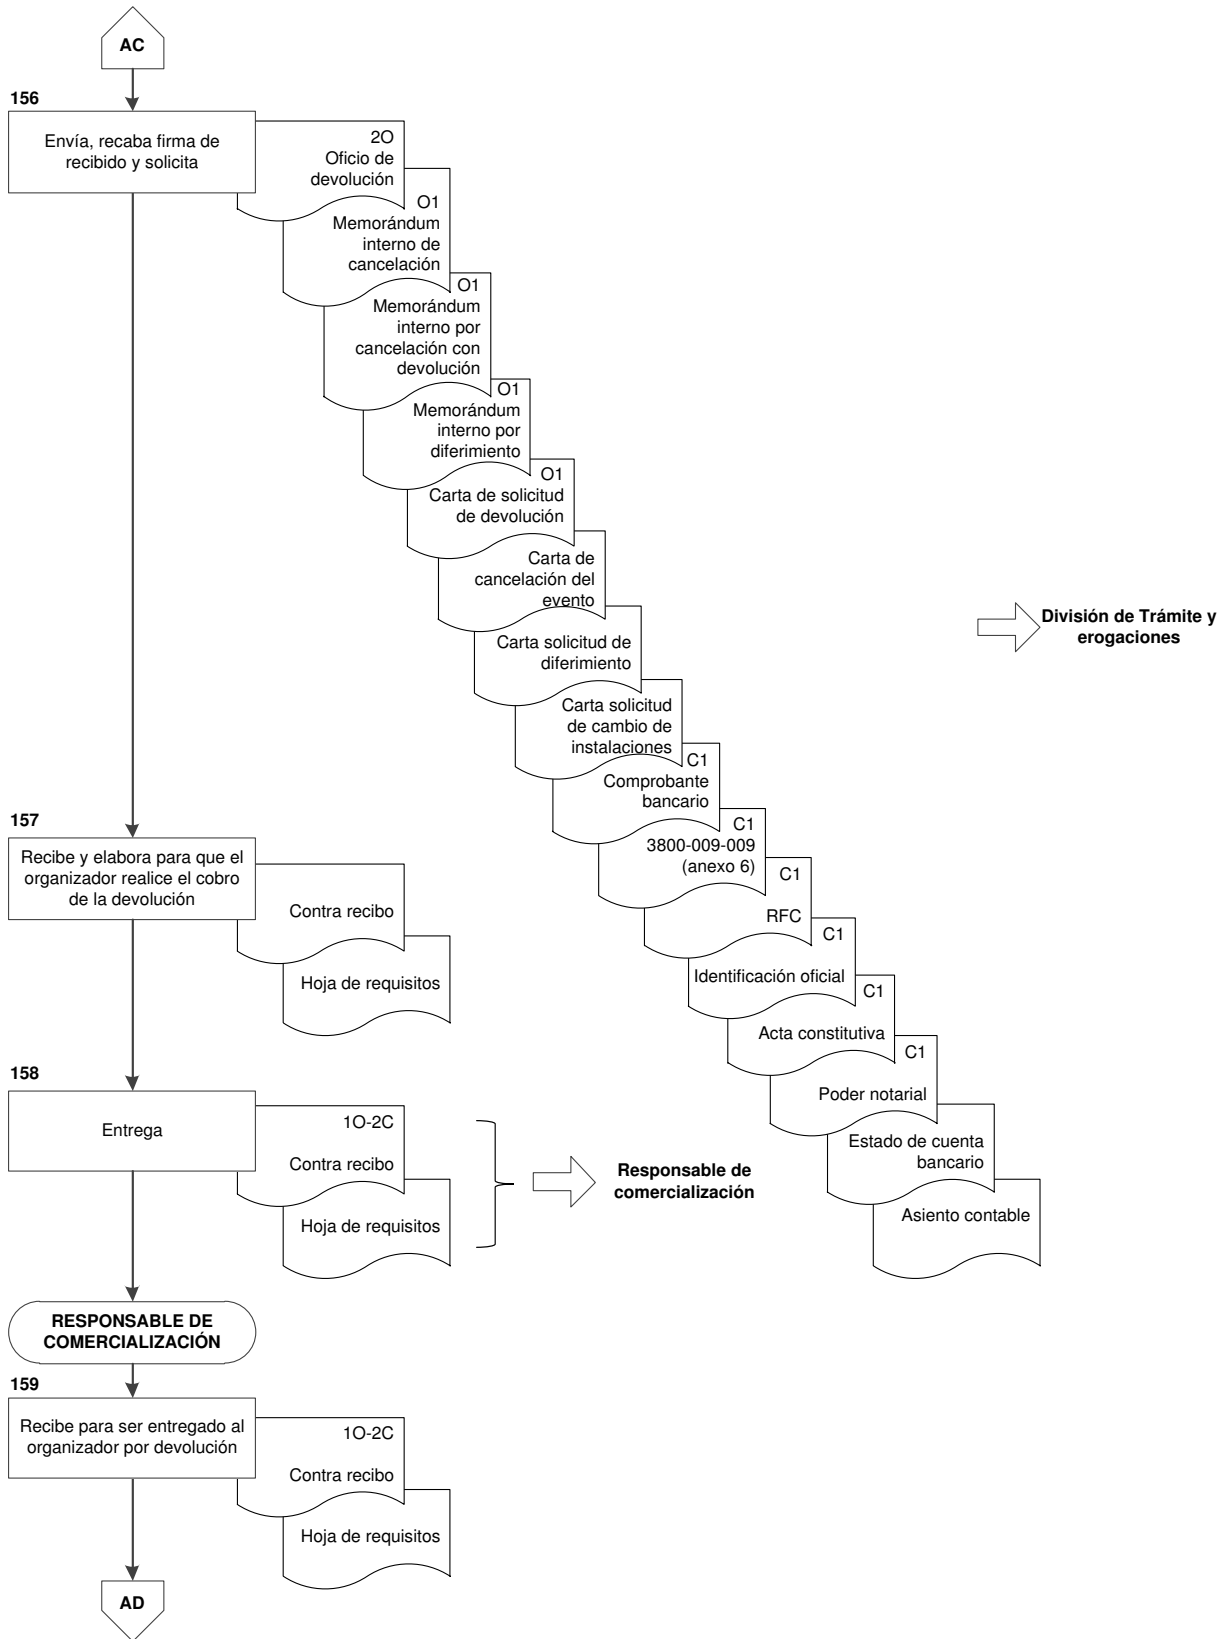 AC
156
Envía, recaba firma de
recibido y solicita
2O
Oficio de
devolución
O1
Memorándum
interno de
cancelación
O1
Memorándum
interno por
cancelación con
devolución
O1
Memorándum
interno por
diferimiento
O1
Carta de solicitud
de devolución
Carta de
cancelación del
evento
Carta solicitud de
diferimiento
Carta solicitud
de cambio de
instalaciones
C1
Comprobante
bancario
C1
3800-009-009
(anexo 6)
C1
RFC
C1
Identificación oficial
C1
Acta constitutiva
C1
Poder notarial
Estado de cuenta
bancario
Asiento contable
División de Trámite y
erogaciones
157
Recibe y elabora para que el
organizador realice el cobro
de la devolución
Contra recibo
Hoja de requisitos
158
Entrega
1O-2C
Contra recibo
Hoja de requisitos
Responsable de
comercialización
RESPONSABLE DE
COMERCIALIZACIÓN
159
Recibe para ser entregado al
organizador por devolución
1O-2C
Contra recibo
Hoja de requisitos
AD